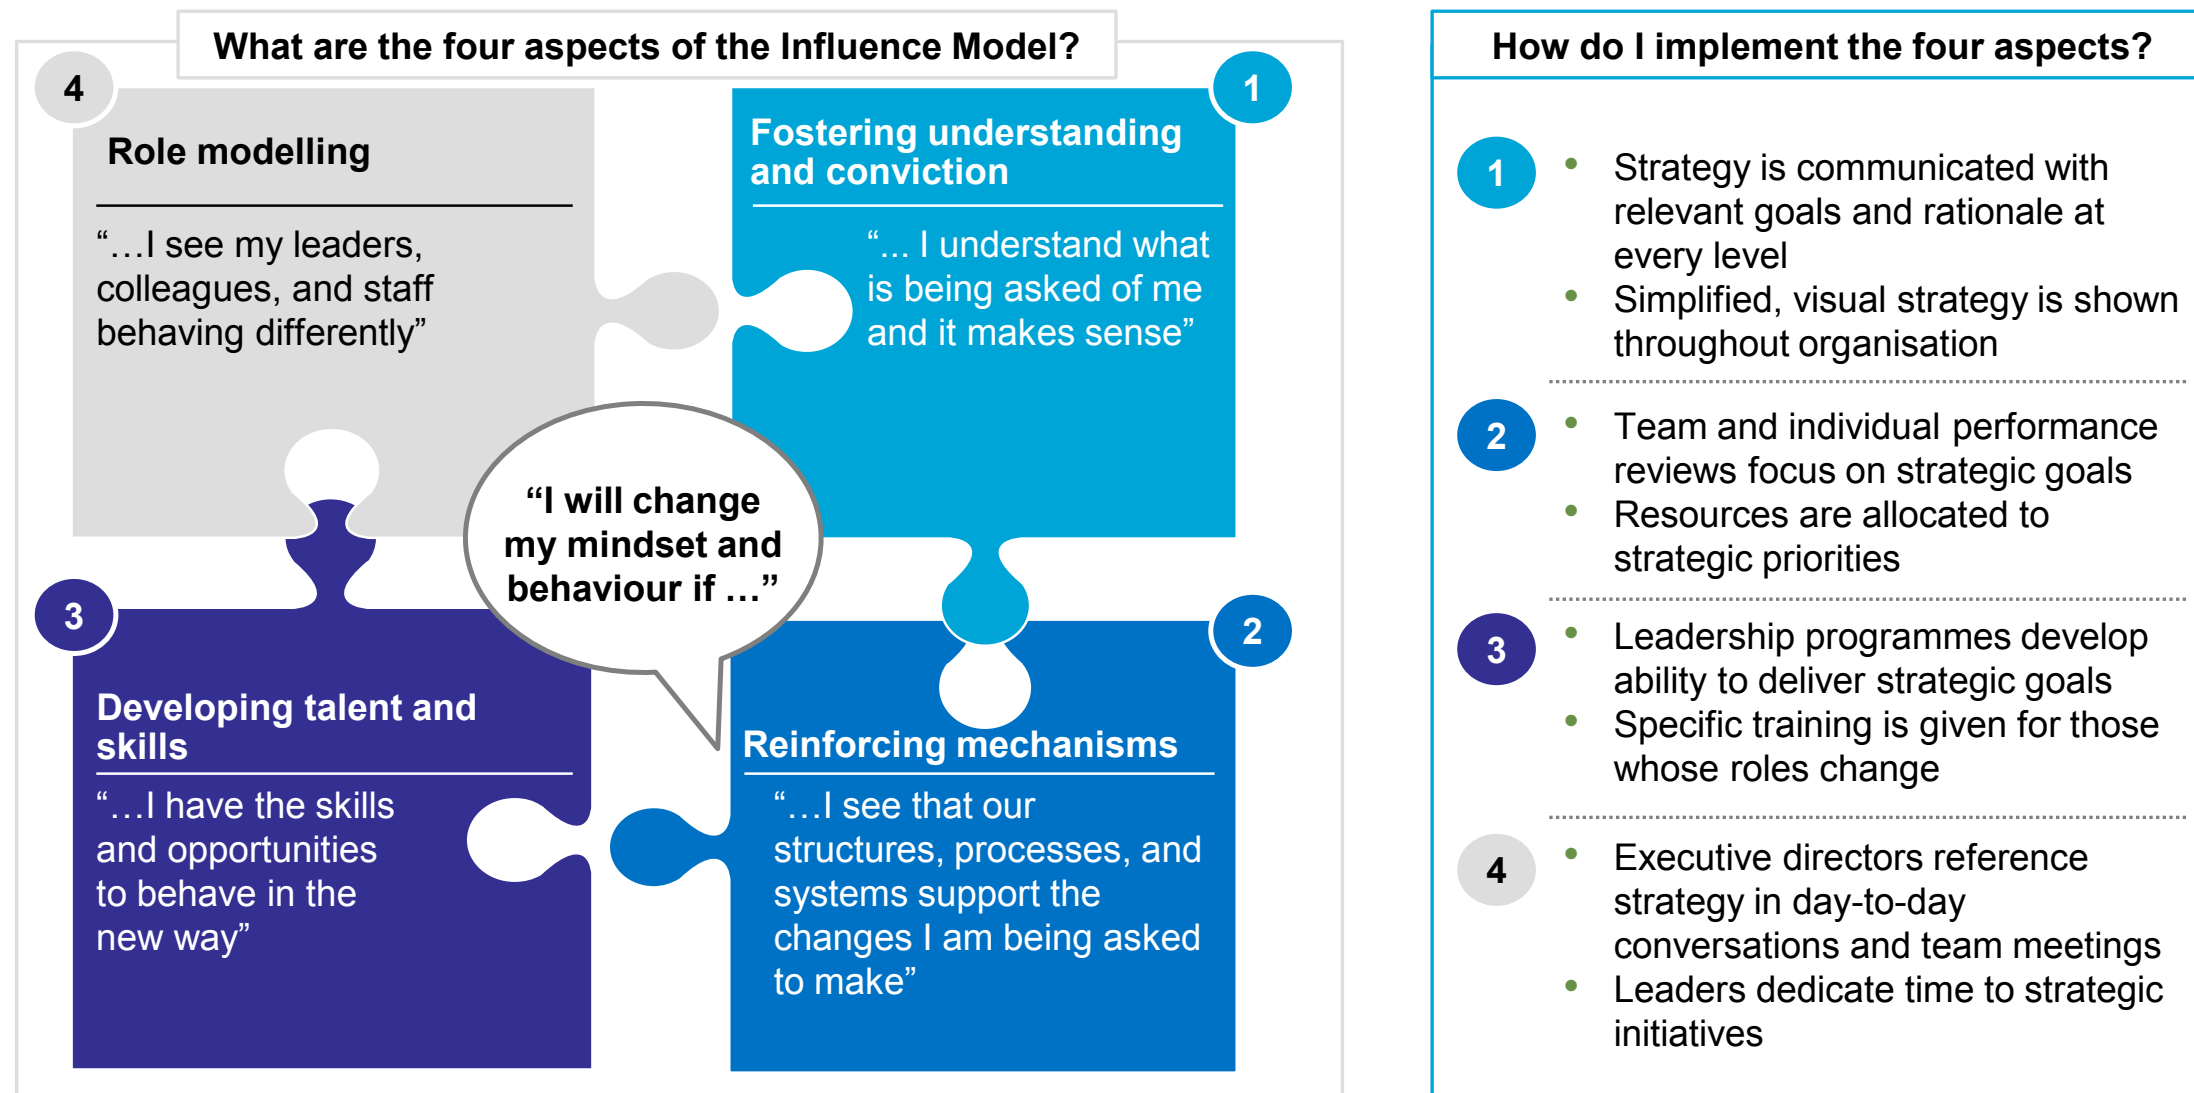 What are the four aspects of the Influence Model?
4
Role modelling
“…I see my leaders,
colleagues, and staff
behaving differently”
1
Fostering understanding
and conviction
“... I understand what
is being asked of me
and it makes sense”
“I will change
my mindset and
behaviour if …”
3
Developing talent and
skills
“…I have the skills
and opportunities
to behave in the
new way”
2
Reinforcing mechanisms
“…I see that our
structures, processes, and
systems support the
changes I am being asked
to make”
How do I implement the four aspects?
1
• Strategy is communicated with
relevant goals and rationale at
every level
• Simplified, visual strategy is shown
throughout organisation
2
• Team and individual performance
reviews focus on strategic goals
• Resources are allocated to
strategic priorities
3
• Leadership programmes develop
ability to deliver strategic goals
• Specific training is given for those
whose roles change
4
• Executive directors reference
strategy in day-to-day
conversations and team meetings
• Leaders dedicate time to strategic
initiatives